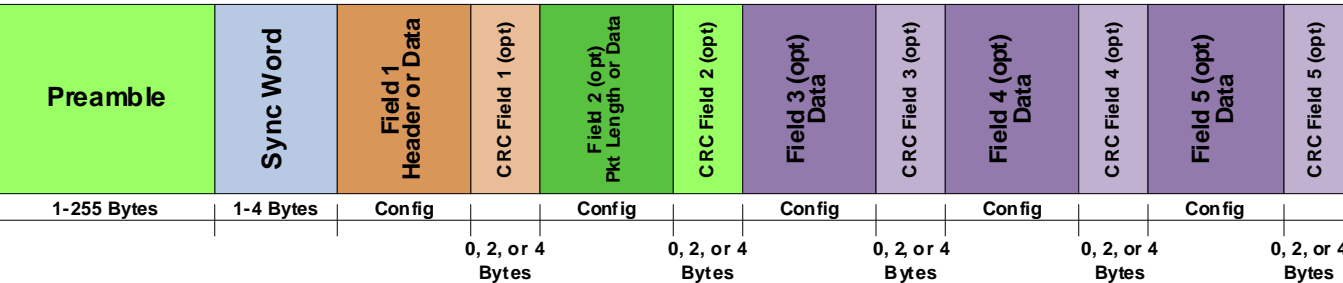 Preamble
Sync Word
Field 1
Header or Data
CRC Field 1 (opt)
Field 2 (opt)
Pkt Length or Data
CRC Field 2 (opt)
Field 3 (opt)
Data
CRC Field 3 (opt)
Field 4 (opt)
Data
CRC Field 4 (opt)
Field 5 (opt)
Data
CRC Field 5 (opt)
1-255 Bytes
1-4 Bytes
Config
Config
Config
Config
Config
0, 2, or 4
Bytes
0, 2, or 4
Bytes
0, 2, or 4
Bytes
0, 2, or 4
Bytes
0, 2, or 4
Bytes